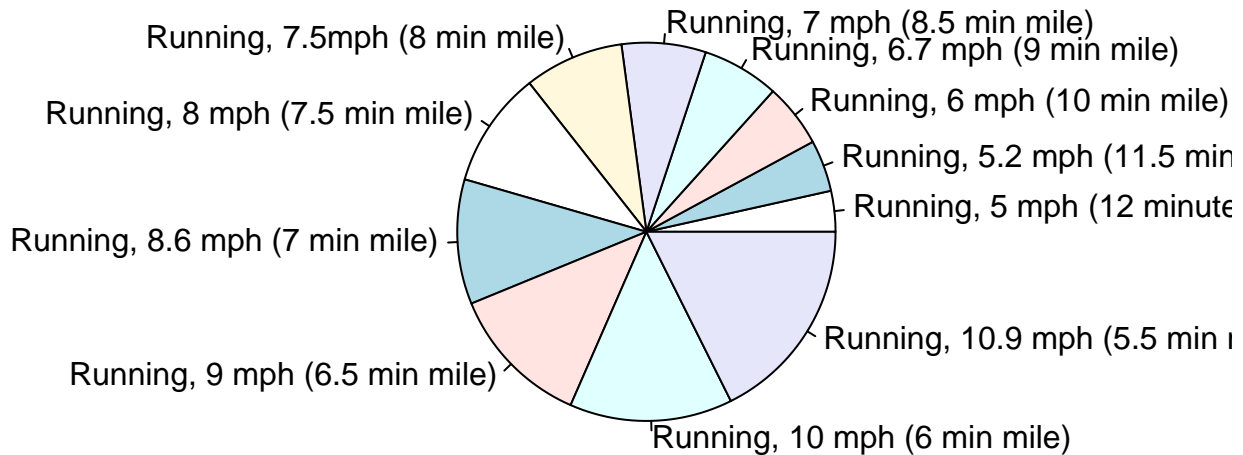 Running, 7 mph (8.5 min mile)
Running, 7.5mph (8 min mile)
Running, 6.7 mph (9 min mile)
Running, 6 mph (10 min mile)
Running, 8 mph (7.5 min mile)
Running, 5.2 mph (11.5 min
Running, 5 mph (12 minute
Running, 8.6 mph (7 min mile)
Running, 10.9 mph (5.5 min
Running, 9 mph (6.5 min mile)
Running, 10 mph (6 min mile)